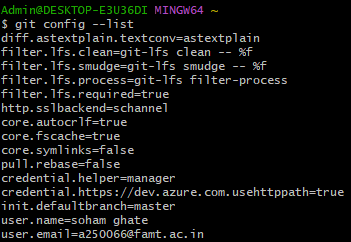 Admin@DESKTOP-E3U36DI MINGW64 ~
$ git config --list
diff.astextplain.textconv=astextplain
filter.lfs.clean=git-lfs clean -- %f
filter.lfs.smudge=git-lfs smudge -- %f
filter.lfs.process=git-lfs filter-process
filter.lfs.required=true
http.sslbackend=schannel
core.autocrlf=true
core.fscache=true
core.symlinks=false
pull.rebase=false
credential.helper=manager
credential.https://dev.azure.com.usehttppath=true
init.defaultbranch=master
user.name=soham ghate
user.email=a250066@famt.ac.in